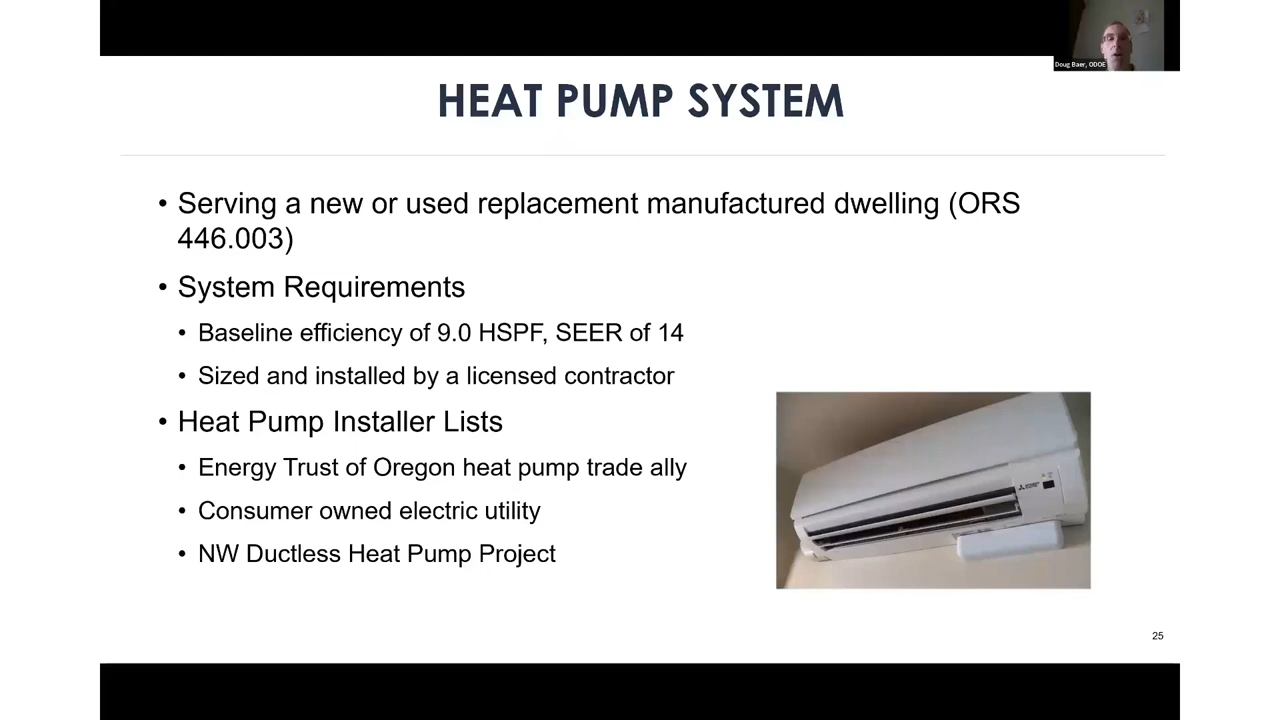 Doug Baer, ODOE
HEAT PUMP SYSTEM
• Serving a new or used replacement manufactured dwelling (ORS
446.003)
• System Requirements
• Baseline efficiency of 9.0 HSPF, SEER of 14
• Sized and installed by a licensed contractor
• Heat Pump Installer Lists
• Energy Trust of Oregon heat pump trade ally
• Consumer owned electric utility
• NW Ductless Heat Pump Project
25